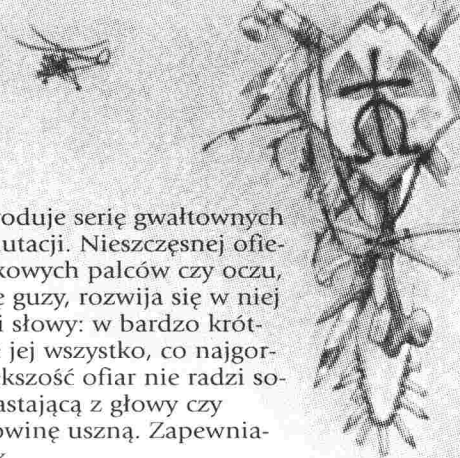 oduje serię gwałtownych
utacji. Nieszczęsnej ofie-
kowych palców czy oczu,
ę guzy, rozwija się w niej
i słowy: w bardzo krót-
jej wszystko, co najgor-
kszość ofiar nie radzi so-
astającą z głowy czy
owinę uszną. Zapewnia-